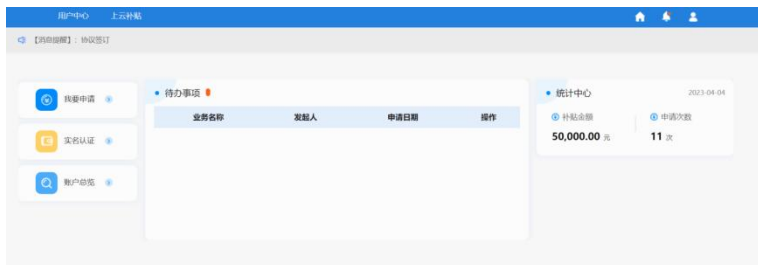 用户中心 上云补贴
【消息提醒】：协议签订
我要申请
实名认证
账户总览
待办事项
业务名称 发起人 申请日期 操作
统计中心 2023-04-04
补贴金额 申请次数
50,000.00 元 11 次